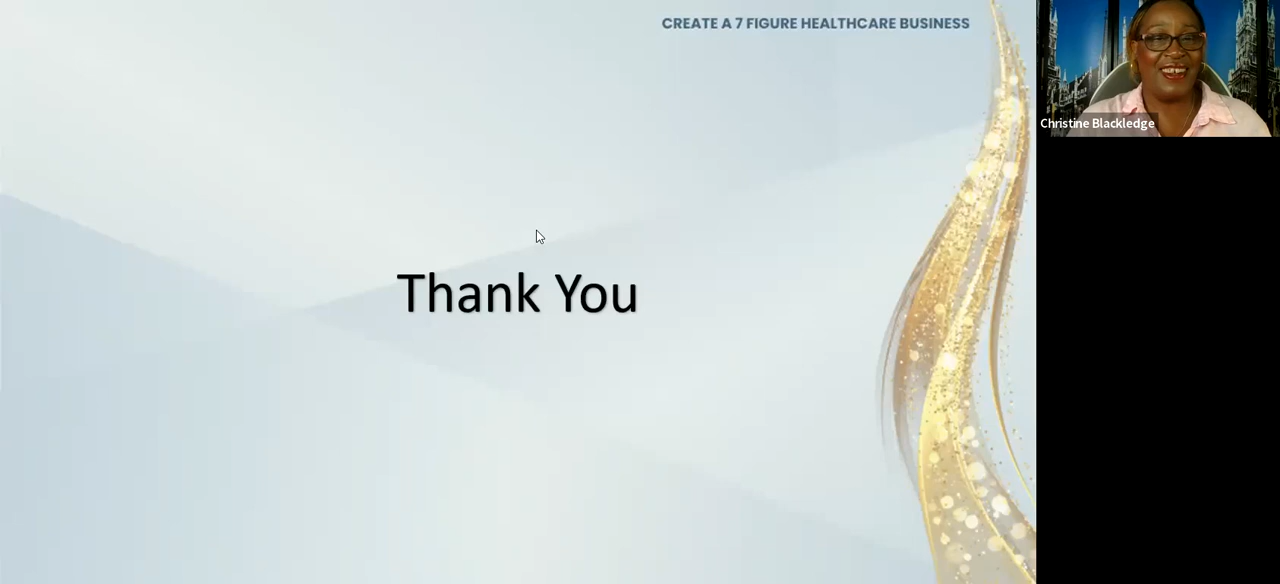 CREATE A 7 FIGURE HEALTHCARE BUSINESS
Christine Blackledge
Thank You